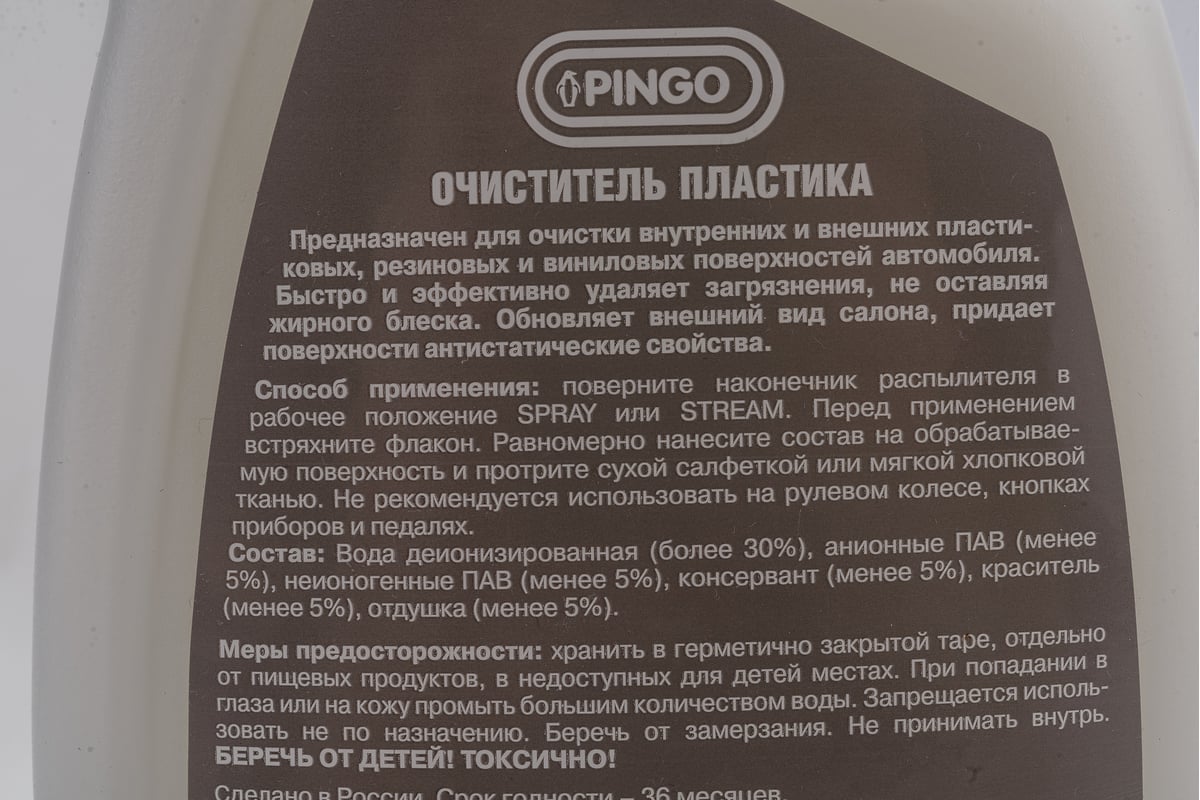 PINGO
ОЧИСТИТЕЛЬ ПЛАСТИКА
Предназначен для очистки внутренних и внешних пласти-
ковых, резиновых и виниловых поверхностей автомобиля.
Быстро и эффективно удаляет загрязнения, не оставляя
жирного блеска. Обновляет внешний вид салона, придает
поверхности антистатические свойства.
Способ применения: поверните наконечник распылителя в
рабочее положение SPRAY или STREAM. Перед применением
встряхните флакон. Равномерно нанесите состав на обрабатывае-
мую поверхность и протрите сухой салфеткой или мягкой хлопковой
тканью. Не рекомендуется использовать на рулевом колесе, кнопках
приборов и педалях.
Состав: Вода деионизированная (более 30%), анионные ПАВ (менее
5%), неионогенные ПАВ (менее 5%), консервант (менее 5%), краситель
(менее 5%), отдушка (менее 5%).
Меры предосторожности: хранить в герметично закрытой таре, отдельно
от пищевых продуктов, в недоступных для детей местах. При попадании в
глаза или на кожу промыть большим количеством воды. Запрещается исполь-
зовать не по назначению. Беречь от замерзания. Не принимать внутрь.
БЕРЕЧЬ ОТ ДЕТЕЙ! ТОКСИЧНО!
Сделано в России. Срок годности – 36 месяцев.